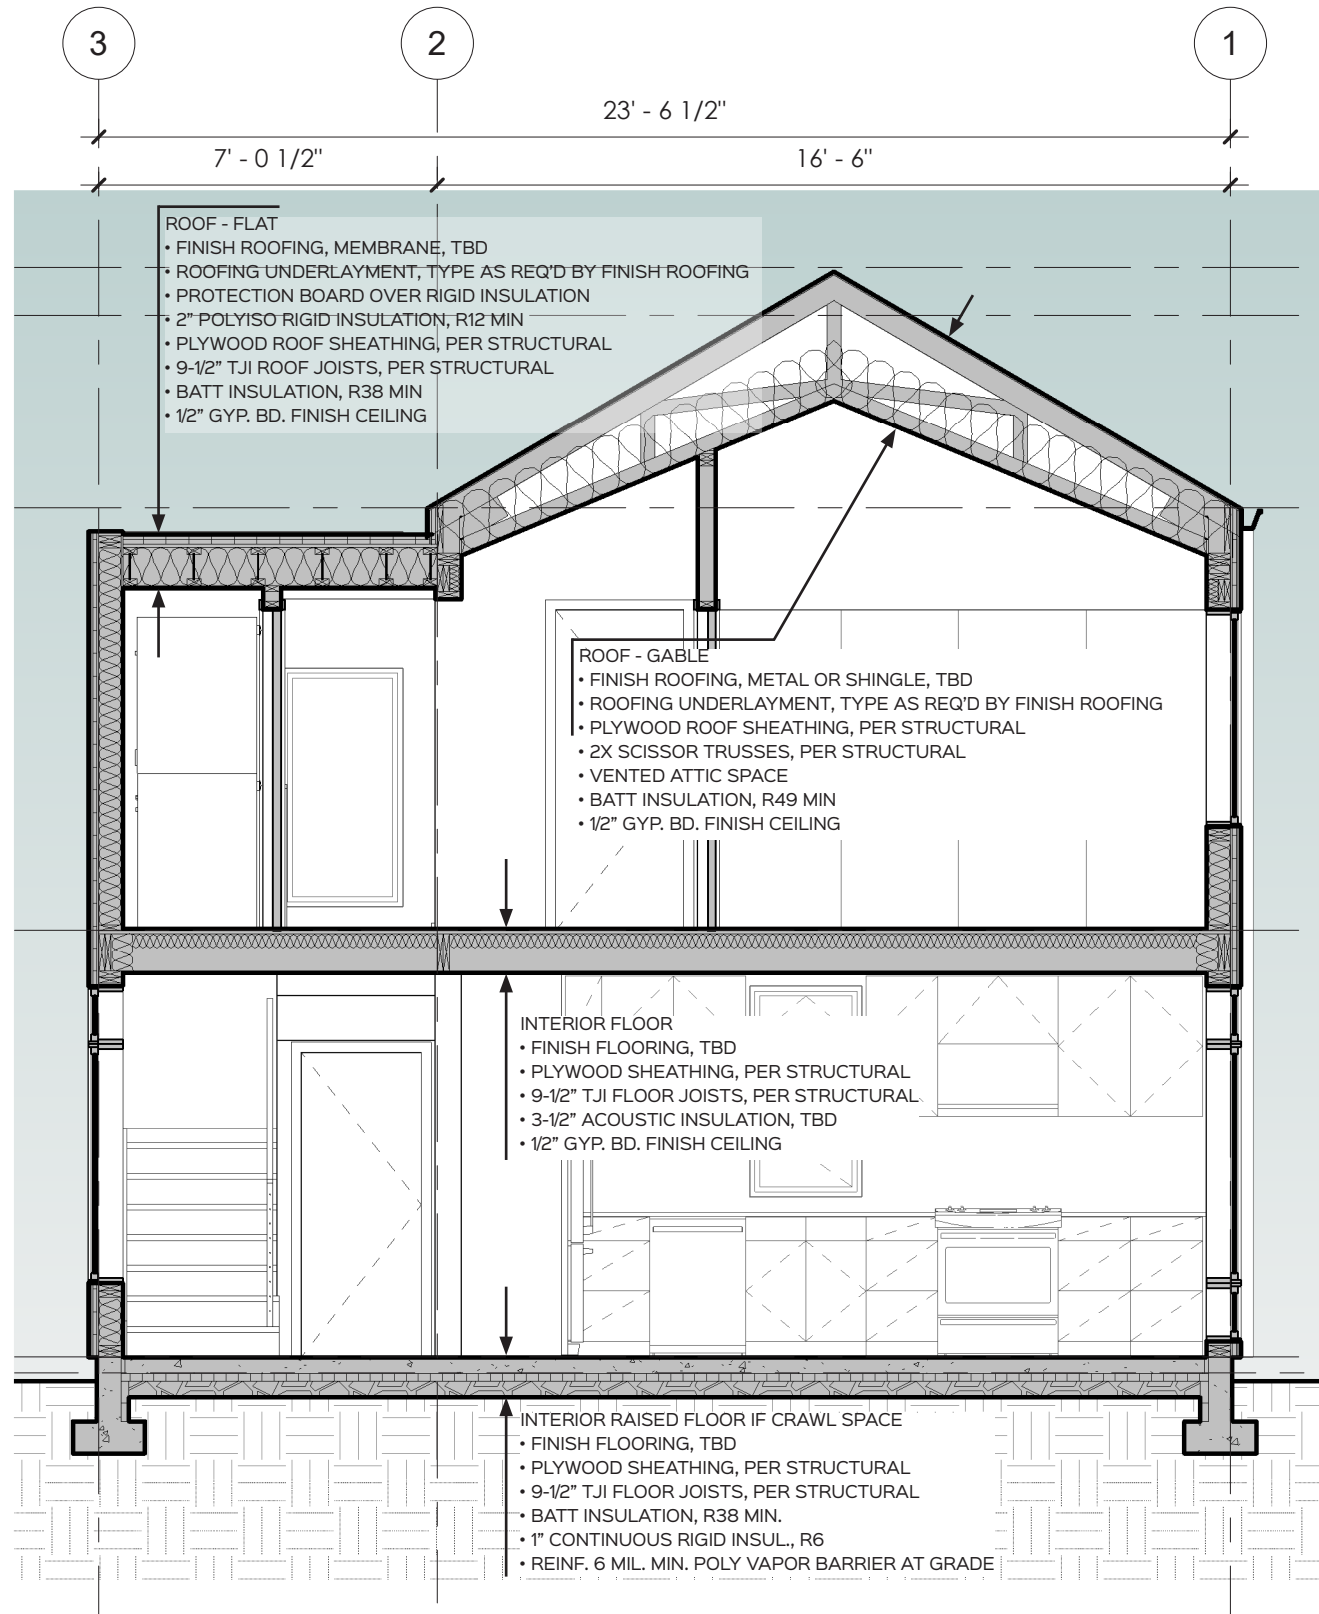 3
2
1
23' - 6 1/2"
7' - 0 1/2"
16' - 6"
ROOF - FLAT
• FINISH ROOFING, MEMBRANE, TBD
• ROOFING UNDERLAYMENT, TYPE AS REQ'D BY FINISH ROOFING
• PROTECTION BOARD OVER RIGID INSULATION
• 2” POLYISO RIGID INSULATION, R12 MIN
• PLYWOOD ROOF SHEATHING, PER STRUCTURAL
• 9-1/2” TJI ROOF JOISTS, PER STRUCTURAL
• BATT INSULATION, R38 MIN
• 1/2” GYP. BD. FINISH CEILING
ROOF - GABLE
• FINISH ROOFING, METAL OR SHINGLE, TBD
• ROOFING UNDERLAYMENT, TYPE AS REQ'D BY FINISH ROOFING
• PLYWOOD ROOF SHEATHING, PER STRUCTURAL
• 2X SCISSOR TRUSSES, PER STRUCTURAL
• VENTED ATTIC SPACE
• BATT INSULATION, R49 MIN
• 1/2” GYP. BD. FINISH CEILING
INTERIOR FLOOR
• FINISH FLOORING, TBD
• PLYWOOD SHEATHING, PER STRUCTURAL
• 9-1/2” TJI FLOOR JOISTS, PER STRUCTURAL
• 3-1/2” ACOUSTIC INSULATION, TBD
• 1/2” GYP. BD. FINISH CEILING
INTERIOR RAISED FLOOR IF CRAWL SPACE
• FINISH FLOORING, TBD
• PLYWOOD SHEATHING, PER STRUCTURAL
• 9-1/2” TJI FLOOR JOISTS, PER STRUCTURAL
• BATT INSULATION, R38 MIN.
• 1” CONTINUOUS RIGID INSUL., R6
• REINF. 6 MIL. MIN. POLY VAPOR BARRIER AT GRADE